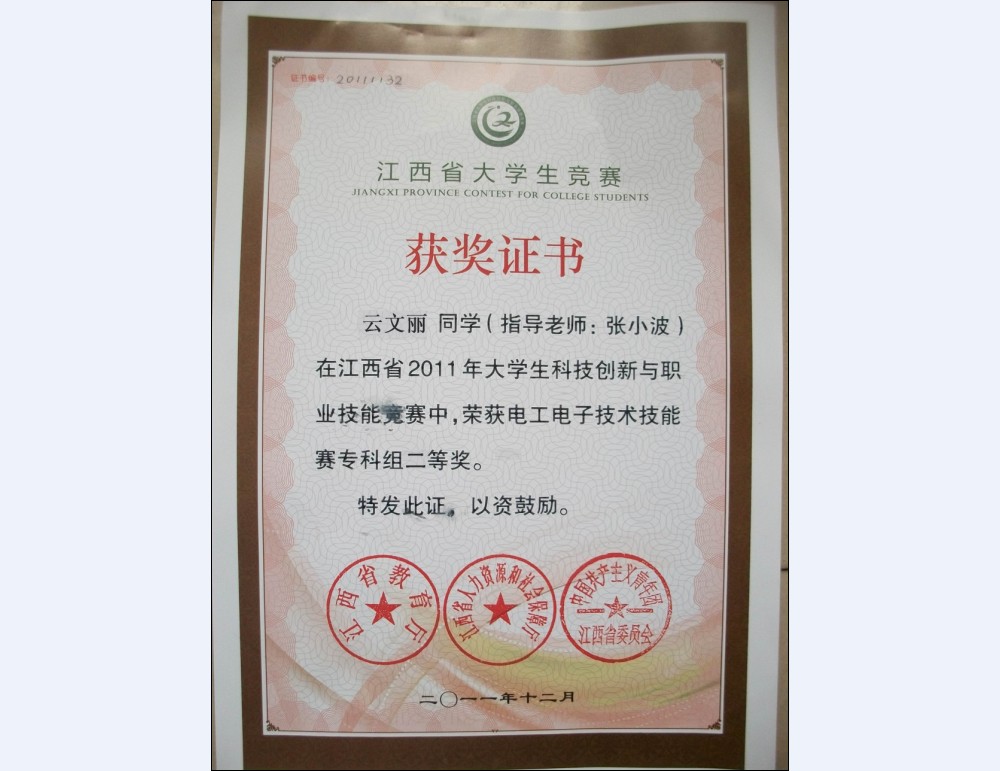 证书编号: 20111132
江西省大学生竞赛
JIANGXI PROVINCE CONTEST FOR COLLEGE STUDENTS
获奖证书
云文丽 同学(指导老师:张小波)
在江西省2011年大学生科技创新与职
业技能竞赛中,荣获电工电子技术技能
赛专科组二等奖。
特发此证。以资鼓励。
江西省教育厅
江西省人力资源和社会保障厅
中国共产主义青年团
江西省委员会
二〇一一年十二月